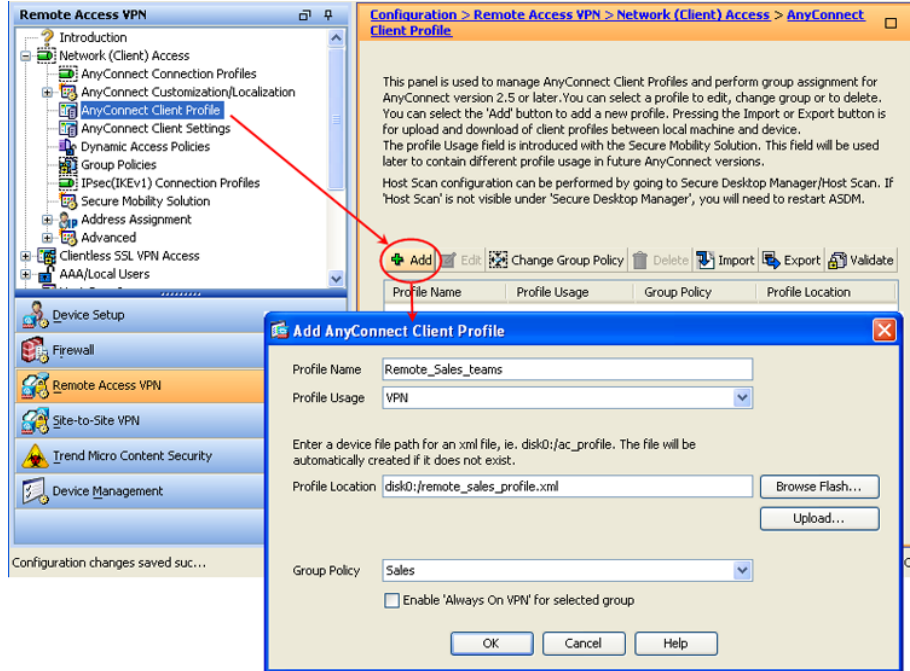 Remote Access VPN
Introduction
Network (Client) Access
AnyConnect Connection Profiles
AnyConnect Customization/Localization
AnyConnect Client Profile
AnyConnect Client Settings
Dynamic Access Policies
Group Policies
IPsec(IKEv1) Connection Profiles
Secure Mobility Solution
Address Assignment
Advanced
Clientless SSL VPN Access
AAA/Local Users
Device Setup
Firewall
Remote Access VPN
Site-to-Site VPN
Trend Micro Content Security
Device Management
Configuration changes saved suc...
Configuration > Remote Access VPN > Network (Client) Access > AnyConnect
Client Profile
This panel is used to manage AnyConnect Client Profiles and perform group assignment for
AnyConnect version 2.5 or later.You can select a profile to edit, change group or to delete.
You can select the 'Add' button to add a new profile. Pressing the Import or Export button is
for upload and download of client profiles between local machine and device.
The profile Usage field is introduced with the Secure Mobility Solution. This field will be used
later to contain different profile usage in future AnyConnect versions.
Host Scan configuration can be performed by going to Secure Desktop Manager/Host Scan. If
'Host Scan' is not visible under 'Secure Desktop Manager', you will need to restart ASDM.
Add Edit Change Group Policy Delete Import Export Validate
Profile Name Profile Usage Group Policy Profile Location
Add AnyConnect Client Profile
Profile Name Remote_Sales_teams
Profile Usage VPN
Enter a device file path for an xml file, ie. disk0:/ac_profile. The file will be
automatically created if it does not exist.
Profile Location disk0:/remote_sales_profile.xml Browse Flash...
Upload...
Group Policy Sales
Enable 'Always On VPN' for selected group
OK Cancel Help